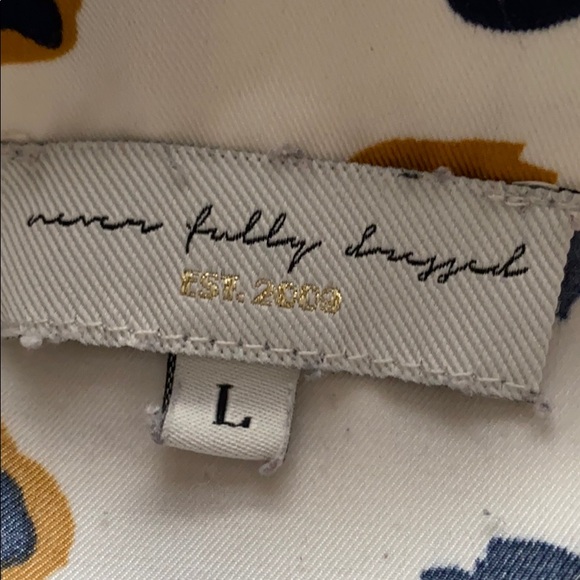 never fully dressed
EST. 2009
L